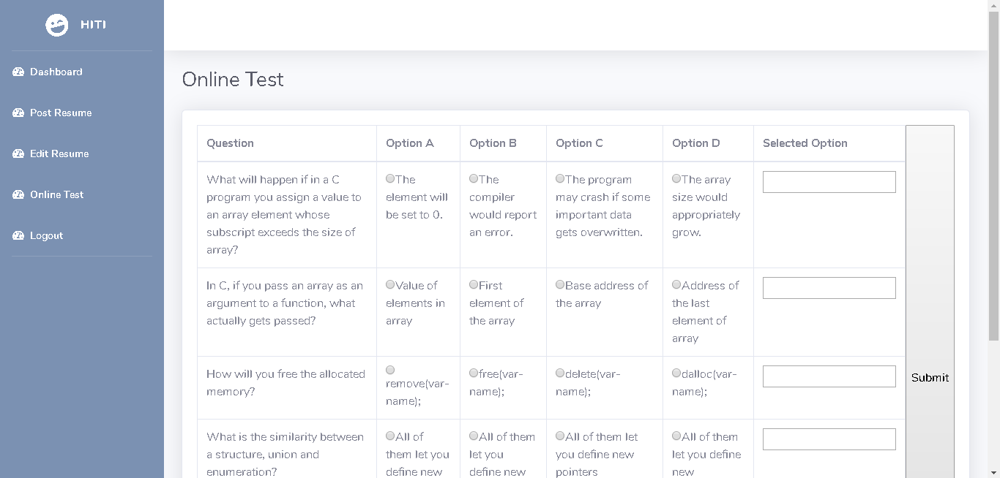 HITI
Dashboard
Post Resume
Edit Resume
Online Test
Logout
Online Test
Question
Option A
Option B
Option C
Option D
Selected Option
What will happen if in a C
program you assign a value to
an array element whose
subscript exceeds the size of
array?
The
element will
be set to 0.
The
compiler
would report
an error.
The program
may crash if some
important data
gets overwritten.
The array
size would
appropriately
grow.
In C, if you pass an array as an
argument to a function, what
actually gets passed?
Value of
elements in
array
First
element of
the array
Base address of
the array
Address of
the last
element of
array
How will you free the allocated
memory?
remove(var-
name);
free(var-
name);
delete(var-
name);
dalloc(var-
name);
What is the similarity between
a structure, union and
enumeration?
All of
them let you
define new
All of them
let you
define new
All of them let
you define new
pointers
All of them
let you define
new
Submit